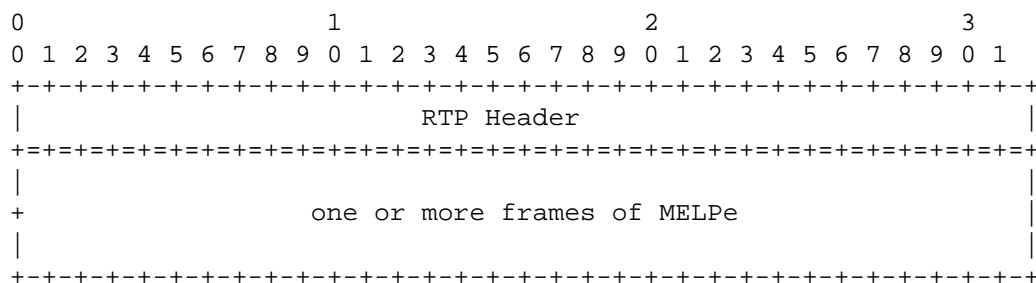 0                   1                   2                   3
0 1 2 3 4 5 6 7 8 9 0 1 2 3 4 5 6 7 8 9 0 1 2 3 4 5 6 7 8 9 0 1
+-+-+-+-+-+-+-+-+-+-+-+-+-+-+-+-+-+-+-+-+-+-+-+-+-+-+-+-+-+-+-+-+
|                          RTP Header                           |
+=+=+=+=+=+=+=+=+=+=+=+=+=+=+=+=+=+=+=+=+=+=+=+=+=+=+=+=+=+=+=+=+
|                                                               |
+                  one or more frames of MELPe                  |
|                                                               |
+-+-+-+-+-+-+-+-+-+-+-+-+-+-+-+-+-+-+-+-+-+-+-+-+-+-+-+-+-+-+-+-+